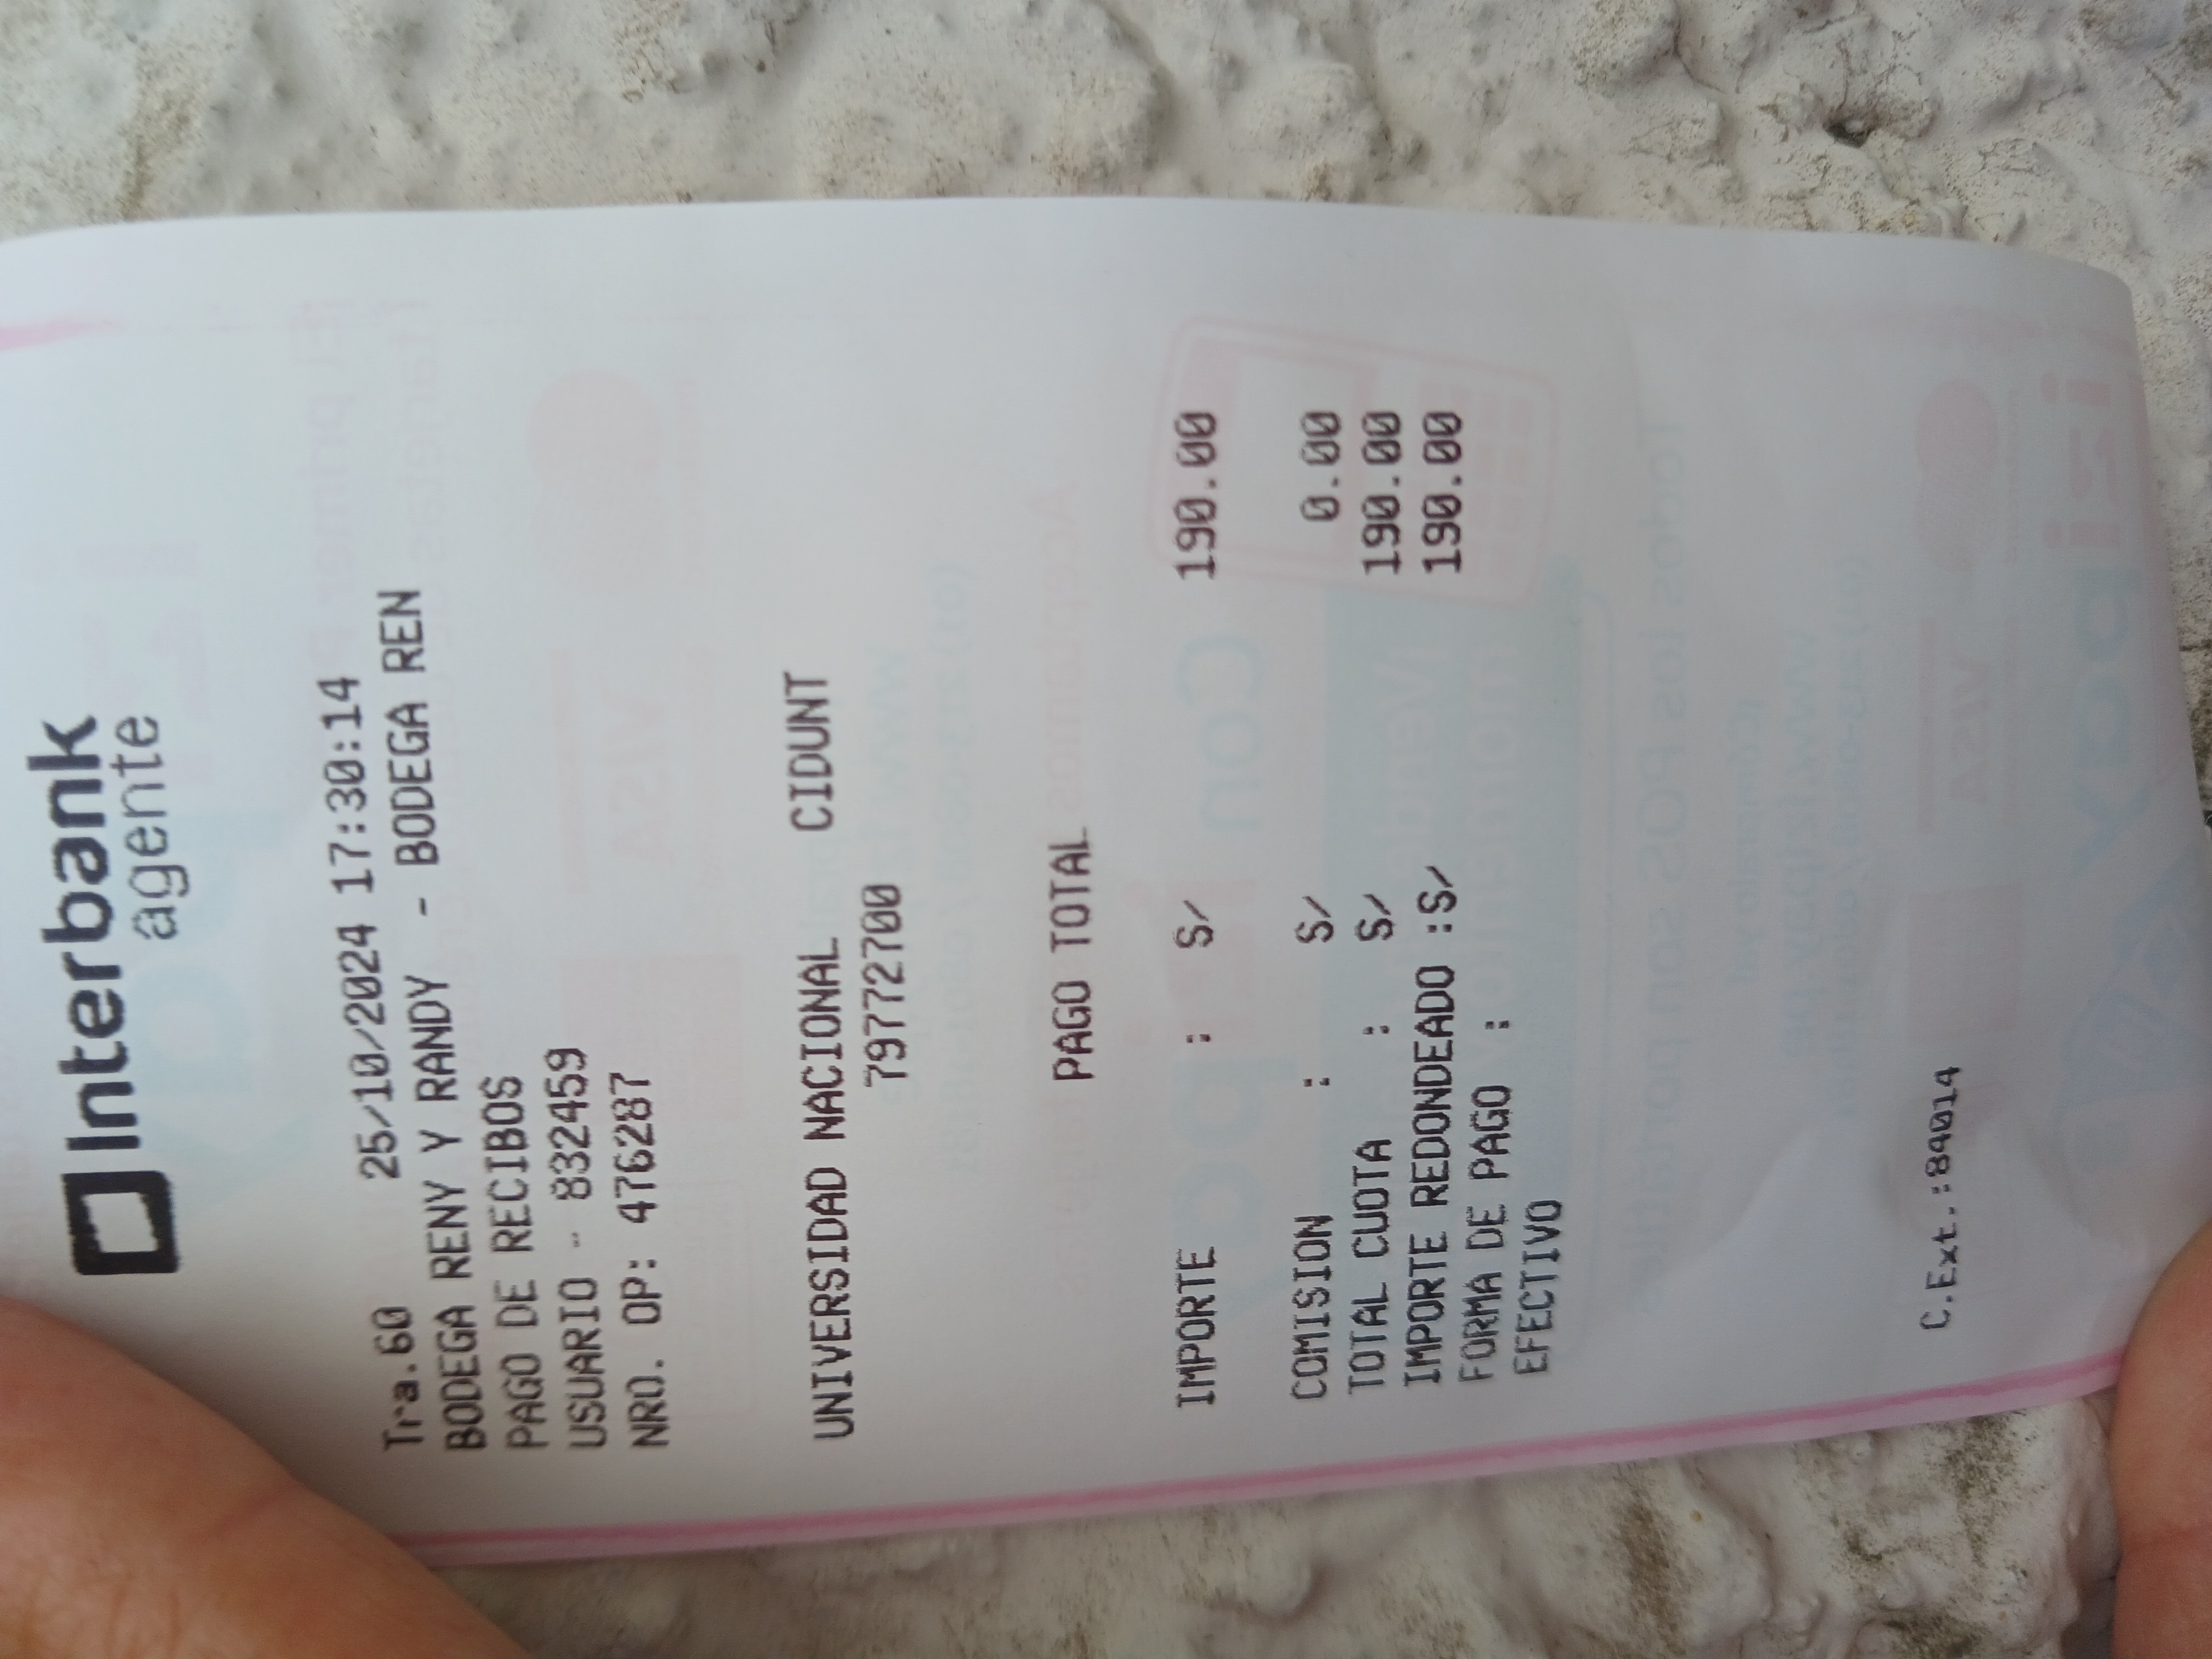 Interbank
agente
Tra.60 25/10/2024 17:30:14
BODEGA RENY Y RANDY - BODEGA REN
PAGO DE RECIBOS
USUARIO - 832459
NRO. OP: 476287
UNIVERSIDAD NACIONAL CIDUNT
79772700
PAGO TOTAL
IMPORTE : S/ 190.00
COMISION : S/ 0.00
TOTAL CUOTA : S/ 190.00
IMPORTE REDONDEADO :S/ 190.00
FORMA DE PAGO :
EFECTIVO
C.Ext.:84014